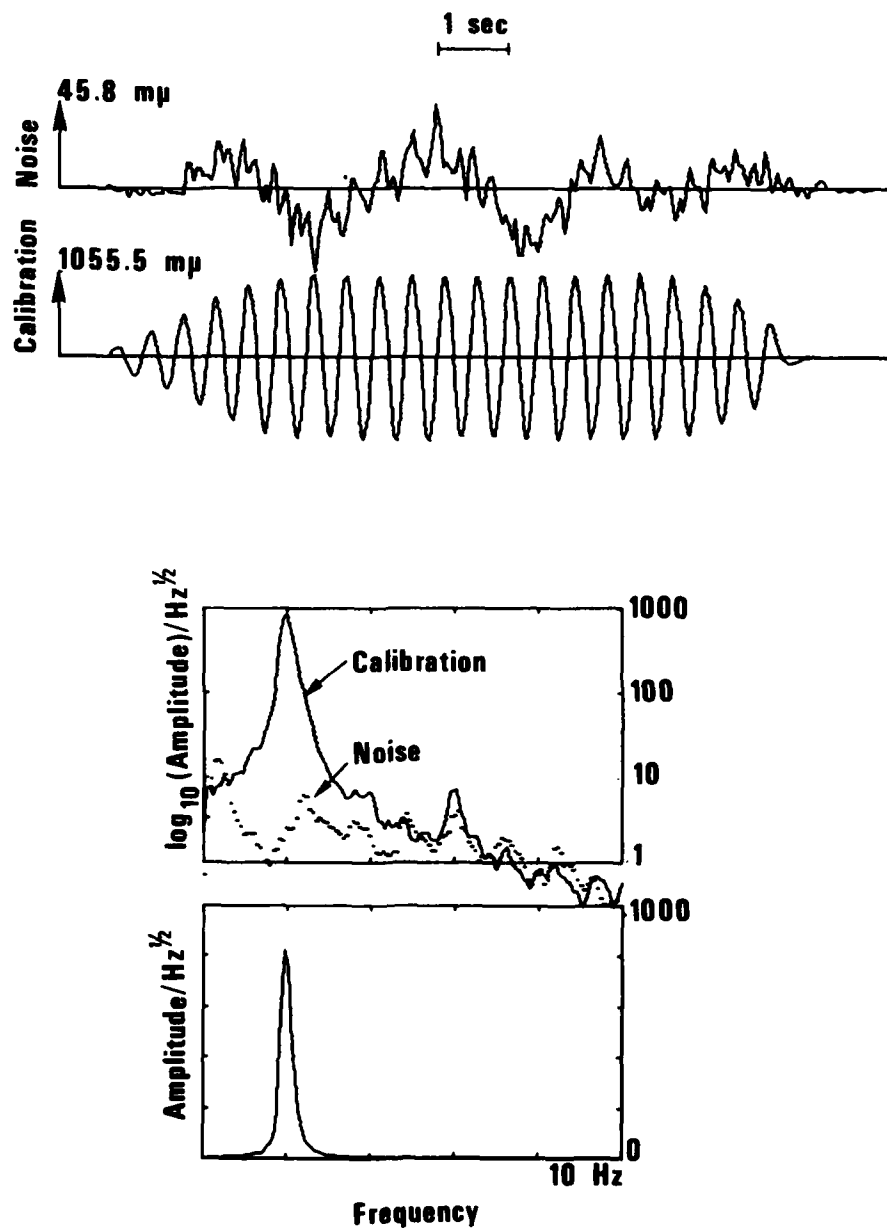 1 sec
45.8 mμ
Noise
Calibration
1055.5 mμ
log10 (Amplitude)/Hz½
1000
100
10
1
Calibration
Noise
Amplitude/Hz½
1000
0
10 Hz
Frequency